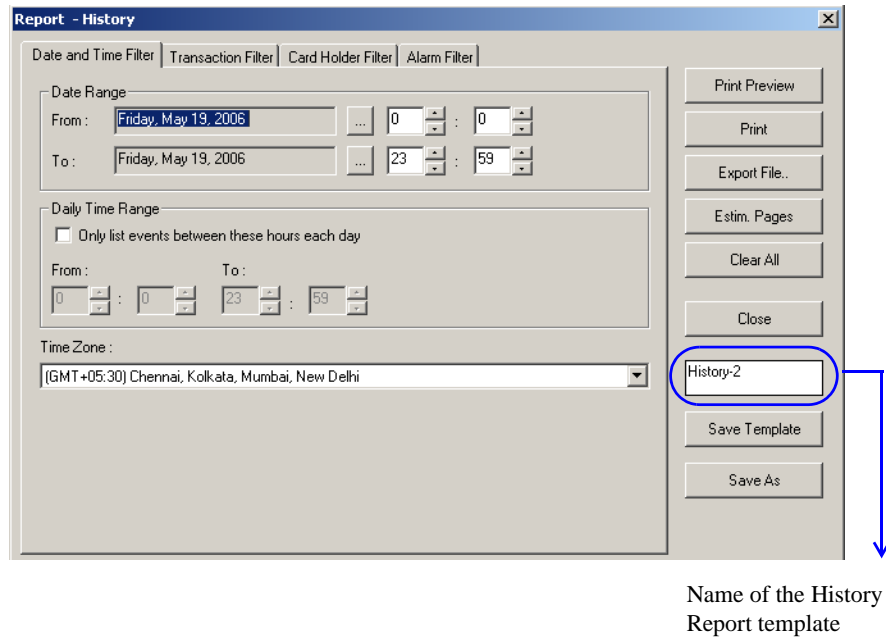 Report - History
Date and Time Filter Transaction Filter Card Holder Filter Alarm Filter
Date Range
From : Friday, May 19, 2006 ... 0 : 0
To : Friday, May 19, 2006 ... 23 : 59
Daily Time Range
Only list events between these hours each day
From : To :
0 : 0 23 : 59
Time Zone :
(GMT+05:30) Chennai, Kolkata, Mumbai, New Delhi
Print Preview
Print
Export File..
Estim. Pages
Clear All
Close
History-2
Save Template
Save As
Name of the History
Report template